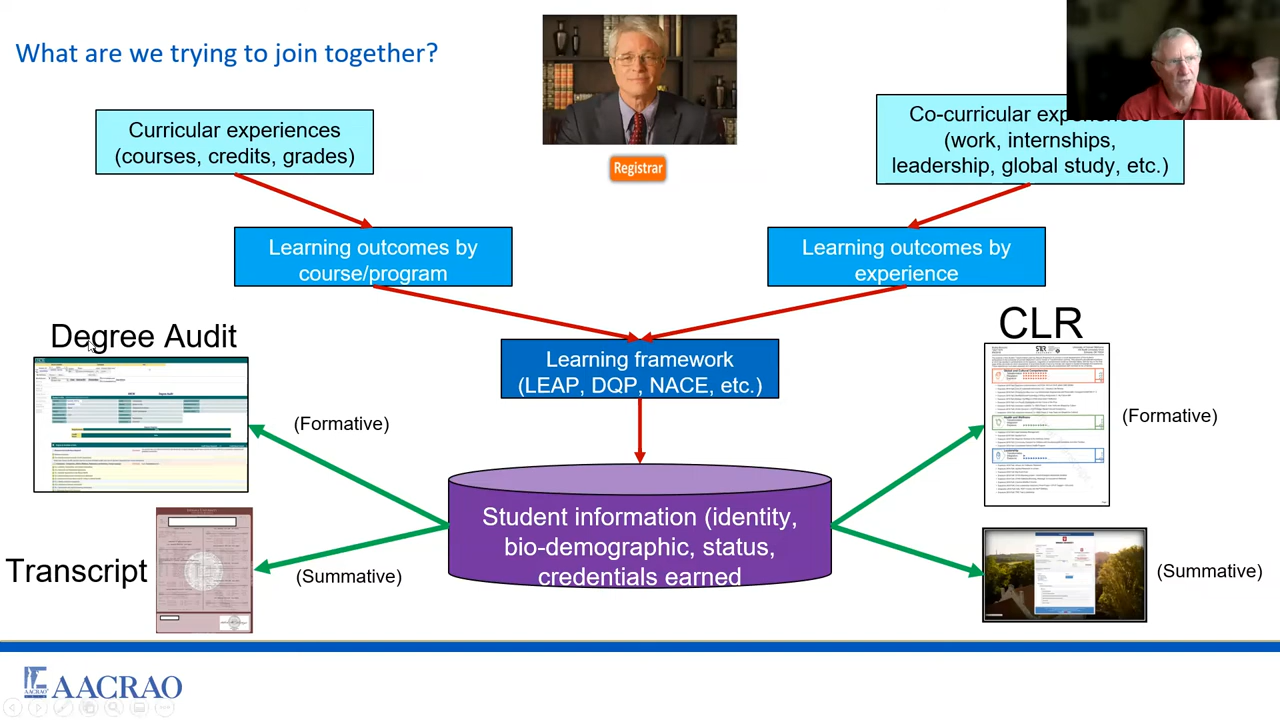 What are we trying to join together?
Curricular experiences
(courses, credits, grades)
Registrar
Co-curricular
(work, internships,
leadership, global study, etc.)
Learning outcomes by
course/program
Learning outcomes by
experience
Degree Audit
Learning framework
(LEAP, DQP, NACE, etc.)
CLR
(Formative)
(Formative)
Student information (identity,
bio-demographic, status,
credentials earned
Transcript
(Summative)
(Summative)
AACRAO